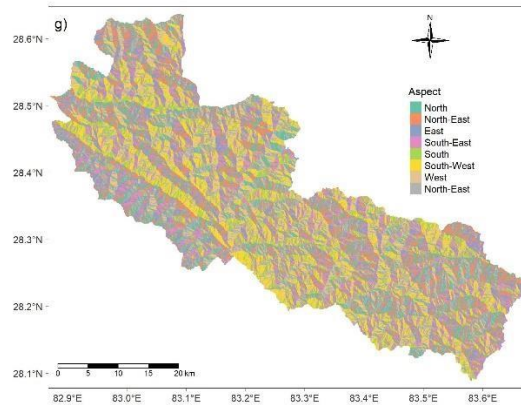 g)
N
28.6°N
28.5°N
28.4°N
28.3°N
28.2°N
28.1°N
Aspect
North
North-East
East
South-East
South
South-West
West
North-East
0 5 10 15 20 km
82.9°E 83.0°E 83.1°E 83.2°E 83.3°E 83.4°E 83.5°E 83.6°E